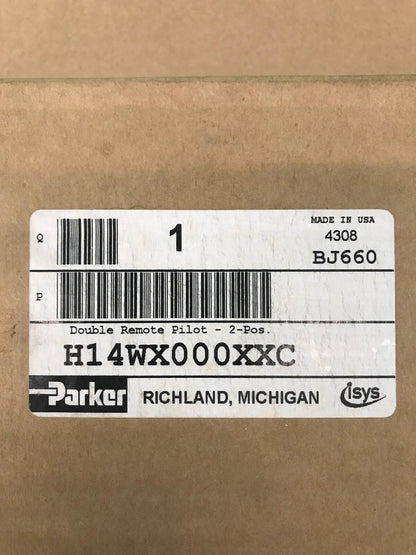 Q
1
MADE IN USA
4308
BJ660
P
Double Remote Pilot - 2-Pos.
H14WX000XXC
Parker
RICHLAND, MICHIGAN
isys